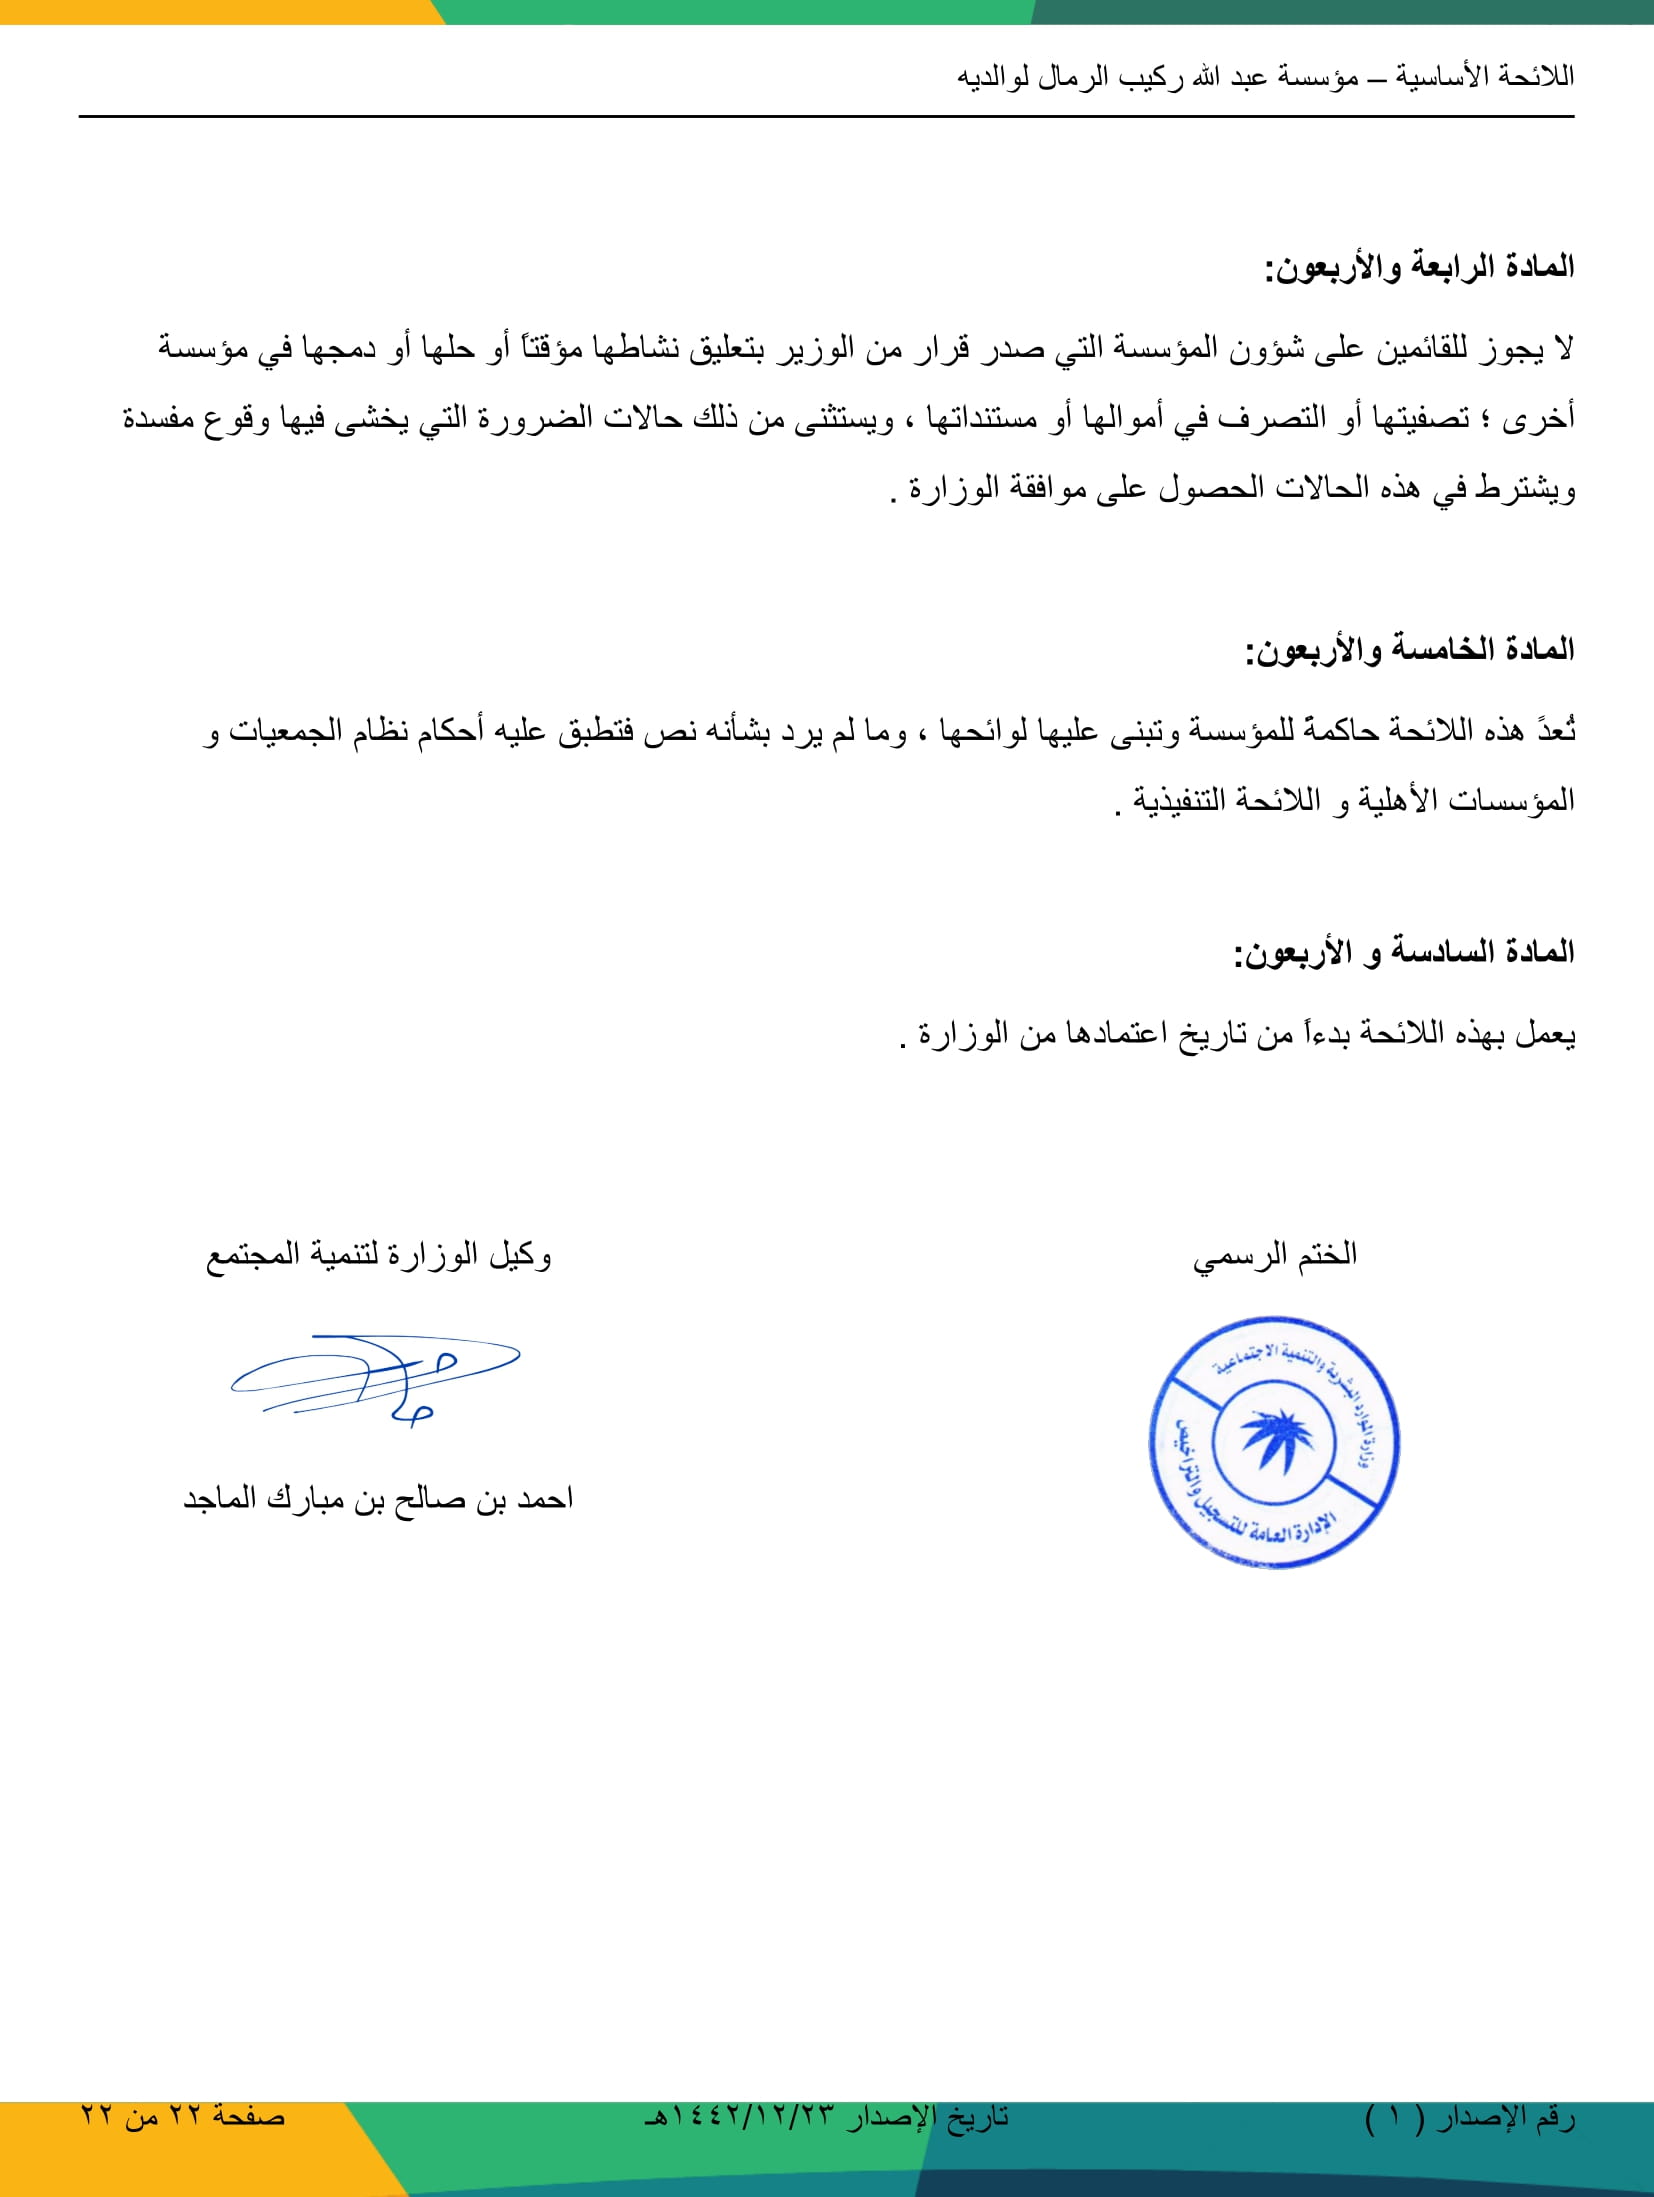 اللائحة الأساسية – مؤسسة عبد الله ركيب الرمال لوالديه
المادة الرابعة والأربعون:
لا يجوز للقائمين على شؤون المؤسسة التي صدر قرار من الوزير بتعليق نشاطها مؤقتاً أو حلها أو دمجها في مؤسسة
أخرى ؛ تصفيتها أو التصرف في أموالها أو مستنداتها ، ويستثنى من ذلك حالات الضرورة التي يخشى فيها وقوع مفسدة
ويشترط في هذه الحالات الحصول على موافقة الوزارة .
المادة الخامسة والأربعون:
تُعدً هذه اللائحة حاكمةً للمؤسسة وتبنى عليها لوائحها ، وما لم يرد بشأنه نص فتطبق عليه أحكام نظام الجمعيات و
المؤسسات الأهلية و اللائحة التنفيذية .
المادة السادسة و الأربعون:
يعمل بهذه اللائحة بدءاً من تاريخ اعتمادها من الوزارة .
الختم الرسمي
وزارة الموارد البشرية والتنمية الاجتماعية
الإدارة العامة للتسجيل والتراخيص
وكيل الوزارة لتنمية المجتمع
احمد بن صالح بن مبارك الماجد
رقم الإصدار ( ١ )
تاريخ الإصدار ١٤٤٢/١٢/٢٣هـ
صفحة ٢٢ من ٢٢